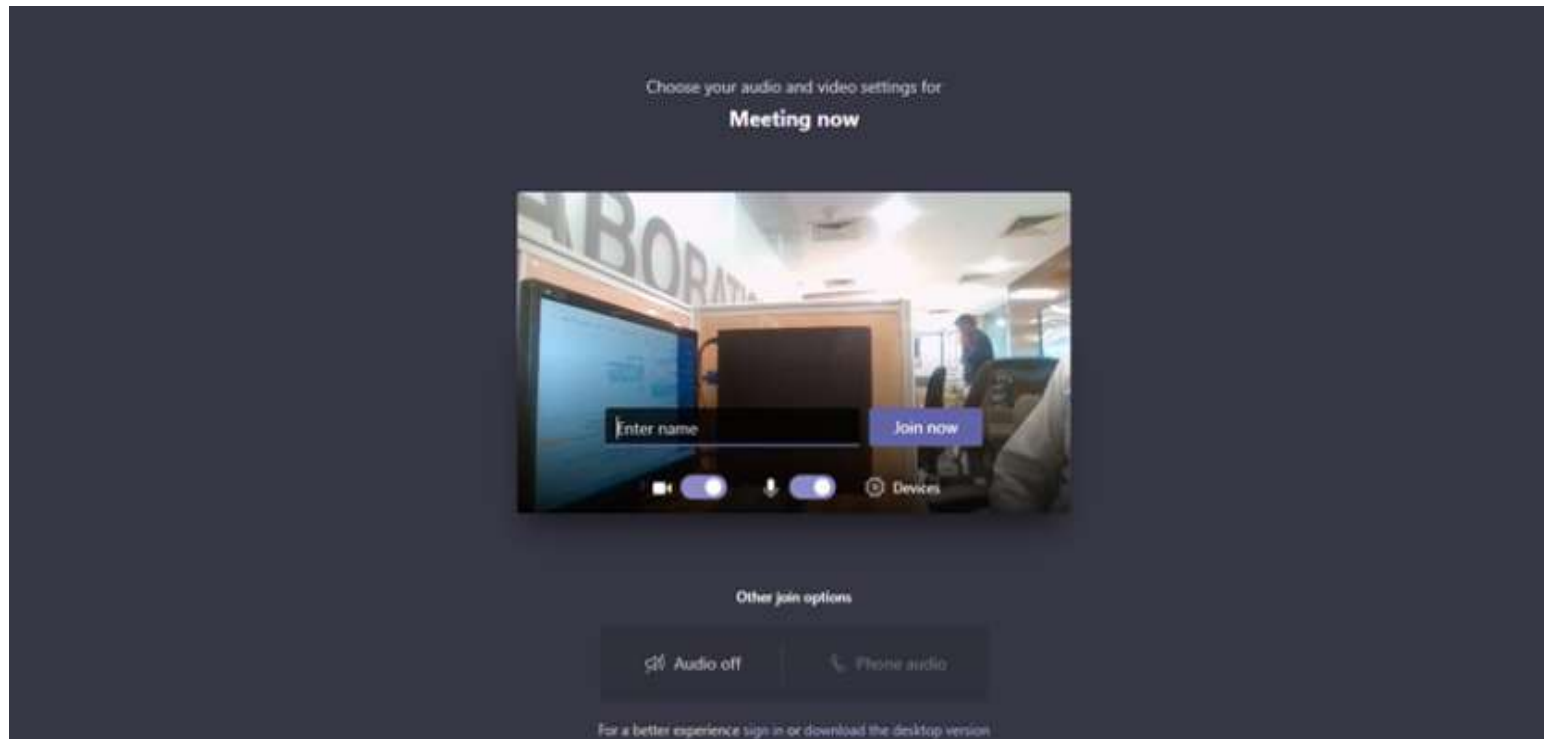 Choose your audio and video settings for
Meeting now
ABORATIO
Enter name
Join now
Devices
Other join options
Audio off
Phone audio
For a better experience sign in or download the desktop version